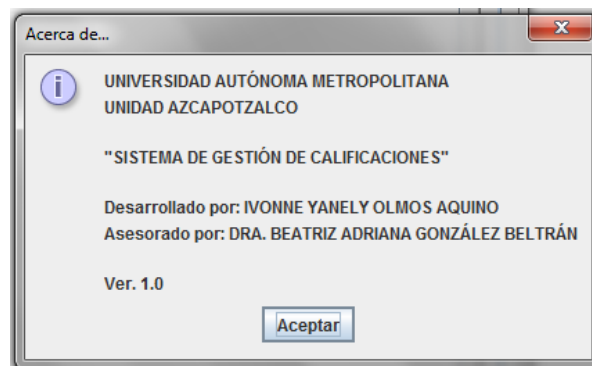 Acerca de...
UNIVERSIDAD AUTÓNOMA METROPOLITANA
UNIDAD AZCAPOTZALCO
"SISTEMA DE GESTIÓN DE CALIFICACIONES"
Desarrollado por: IVONNE YANELY OLMOS AQUINO
Asesorado por: DRA. BEATRIZ ADRIANA GONZÁLEZ BELTRÁN
Ver. 1.0
Aceptar